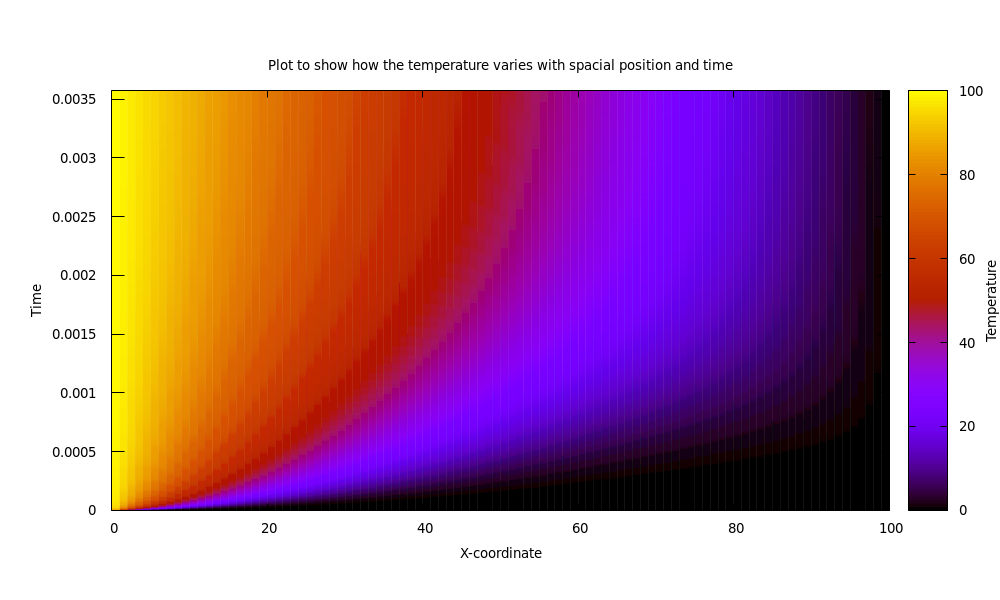 Plot to show how the temperature varies with spacial position and time
0.0035
0.003
0.0025
0.002
0.0015
0.001
0.0005
0
Time
0 20 40 60 80 100
X-coordinate
100
80
60
40
20
0
Temperature